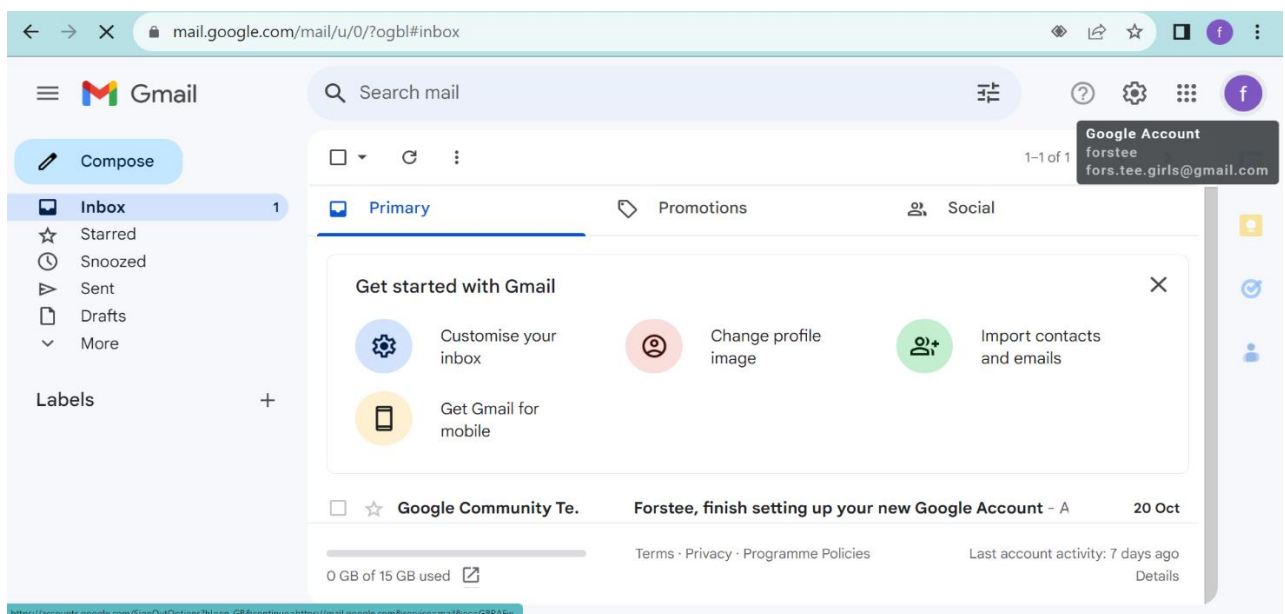 mail.google.com/mail/u/0/?ogbl#inbox
f
Gmail
Search mail
f
Google Account
forstee
fors.tee.girls@gmail.com
Compose
1–1 of 1
Inbox 1
Primary
Promotions
Social
Starred
Snoozed
Sent
Drafts
More
Labels
Get started with Gmail
Customise your
inbox
Change profile
image
Import contacts
and emails
Get Gmail for
mobile
Google Community Te. Forstee, finish setting up your new Google Account - A 20 Oct
0 GB of 15 GB used
Terms · Privacy · Programme Policies
Last account activity: 7 days ago
Details